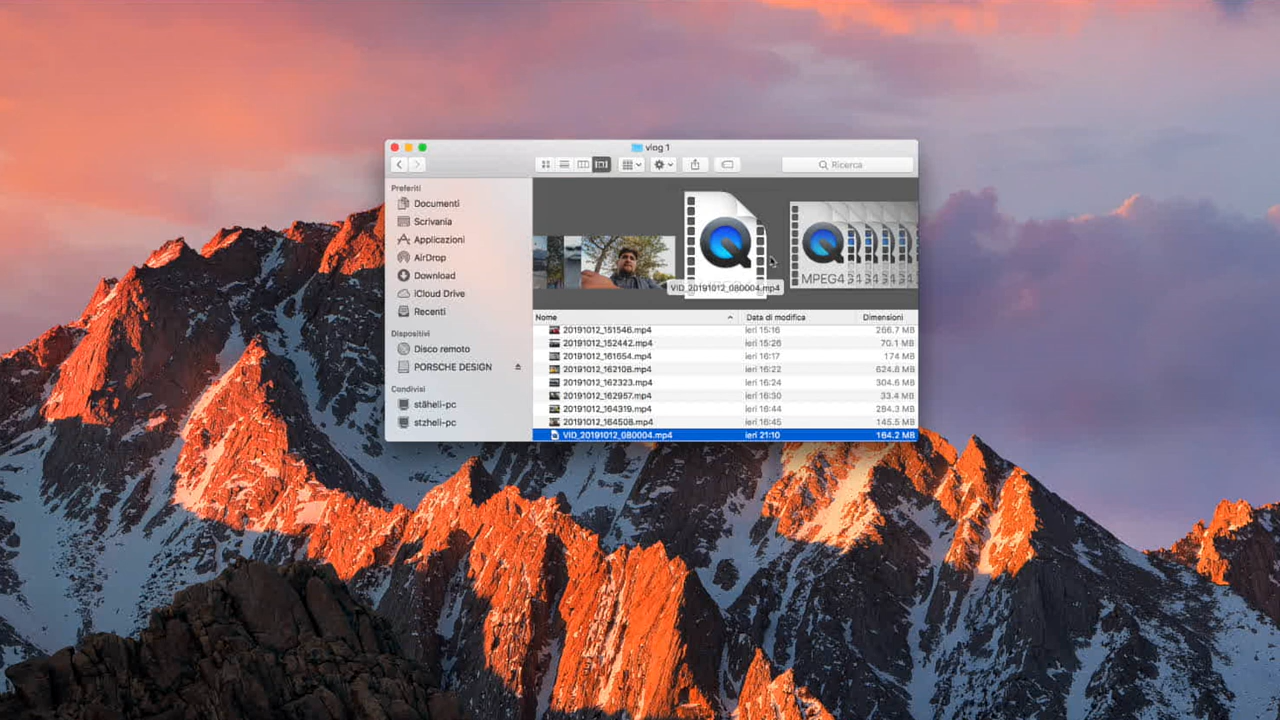 vlog 1
Ricerca
Preferiti
Documenti
Scrivania
Applicazioni
AirDrop
Download
iCloud Drive
Recenti
Dispositivi
Disco remoto
PORSCHE DESIGN
Condivisi
stäheli-pc
stzheli-pc
MPEG4
VID_20191012_080004.mp4
Nome Data di modifica Dimensioni
20191012_151546.mp4 ieri 15:16 266.7 MB
20191012_152442.mp4 ieri 15:26 70.1 MB
20191012_161654.mp4 ieri 16:17 174 MB
20191012_162108.mp4 ieri 16:22 624.8 MB
20191012_162323.mp4 ieri 16:24 304.6 MB
20191012_162957.mp4 ieri 16:30 33.4 MB
20191012_164319.mp4 ieri 16:44 284.3 MB
20191012_164508.mp4 ieri 16:45 145.5 MB
VID_20191012_080004.mp4 ieri 21:10 164.2 MB